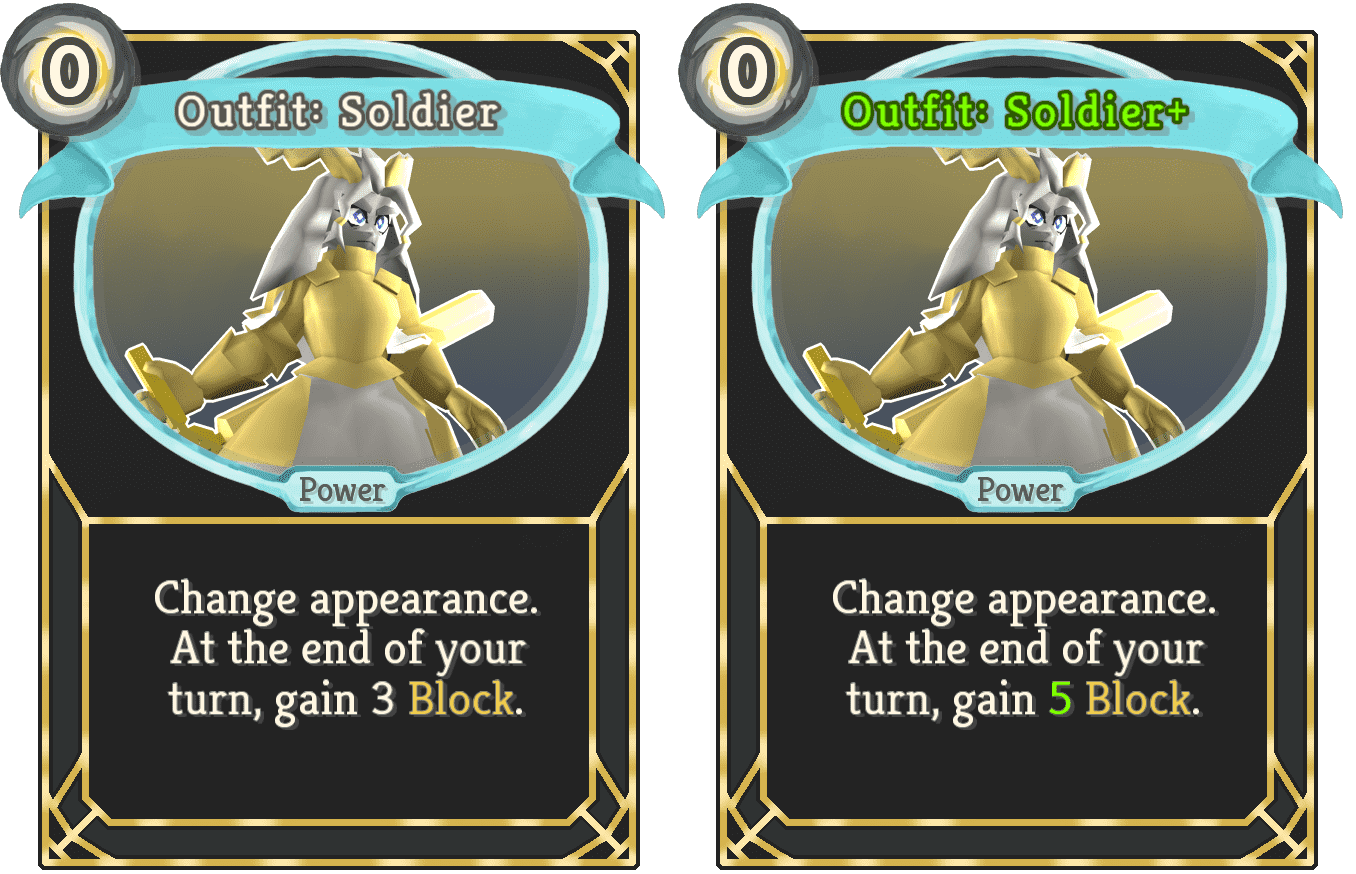 0
Outfit: Soldier
Power
Change appearance.
At the end of your
turn, gain 3 Block.
0
Outfit: Soldier+
Power
Change appearance.
At the end of your
turn, gain 5 Block.